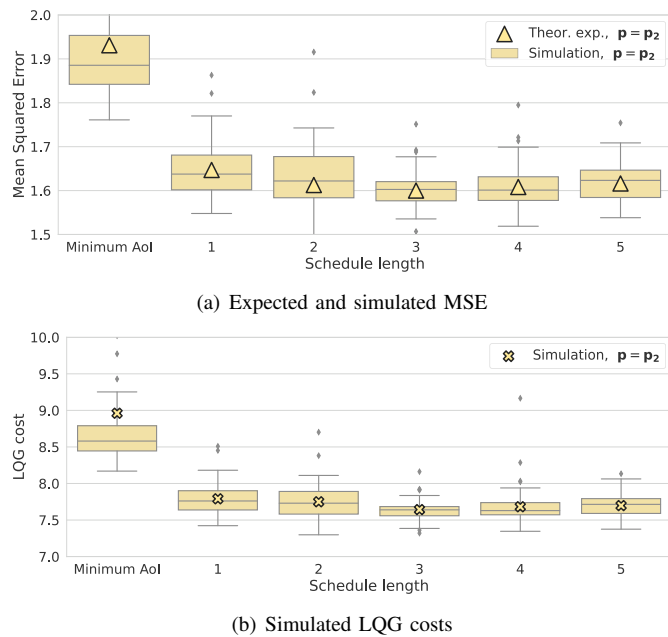 2.0
1.9
1.8
1.7
1.6
1.5
Mean Squared Error
Theor. exp., p = p₂
Simulation, p = p₂
Minimum AoI 1 2 3 4 5
Schedule length
(a) Expected and simulated MSE
10.0
9.5
9.0
8.5
8.0
7.5
7.0
LQG cost
Simulation, p = p₂
Minimum AoI 1 2 3 4 5
Schedule length
(b) Simulated LQG costs